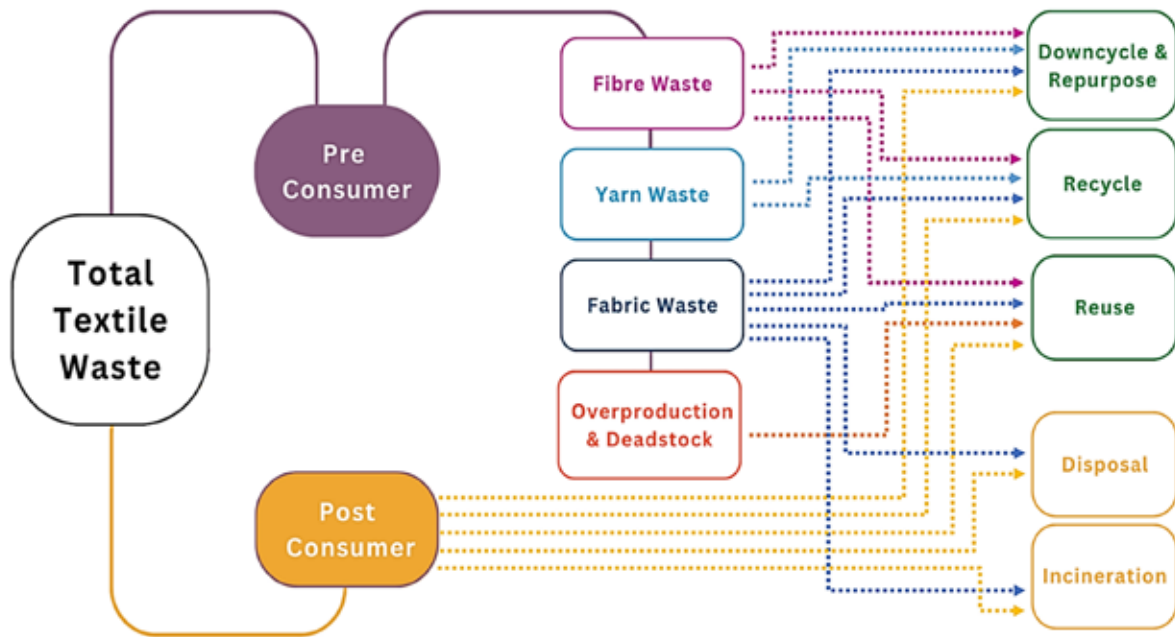 Total
Textile
Waste
Pre
Consumer
Post
Consumer
Fibre Waste
Yarn Waste
Fabric Waste
Overproduction
& Deadstock
Downcycle &
Repurpose
Recycle
Reuse
Disposal
Incineration